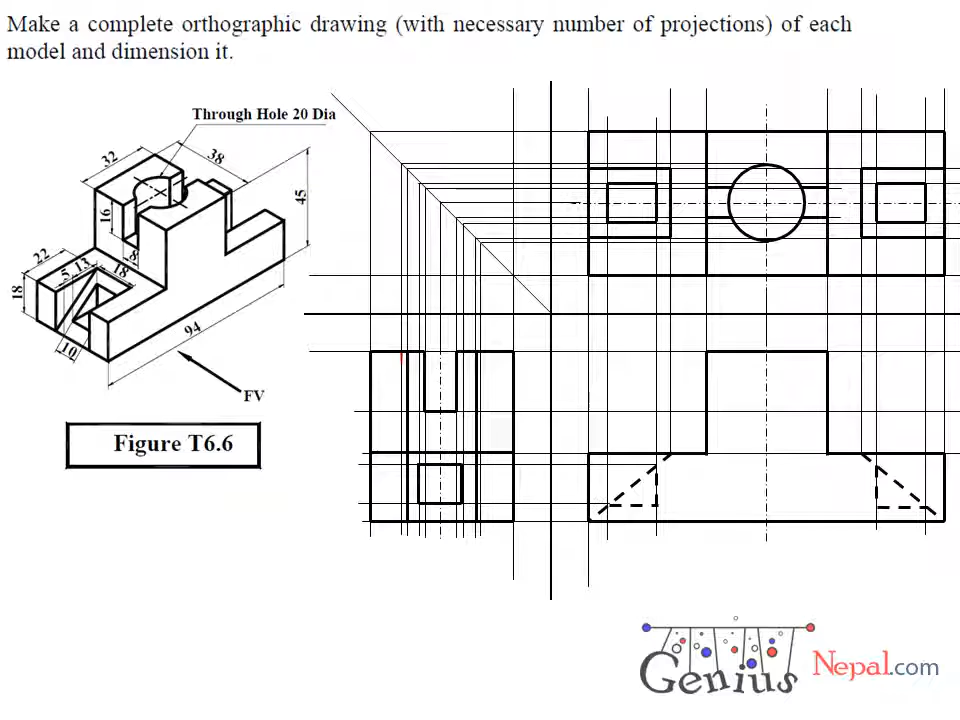 Make a complete orthographic drawing (with necessary number of projections) of each
model and dimension it.
Through Hole 20 Dia
32
38
45
16
8
22
5
13
18
18
94
10
FV
Figure T6.6
Genius Nepal.com